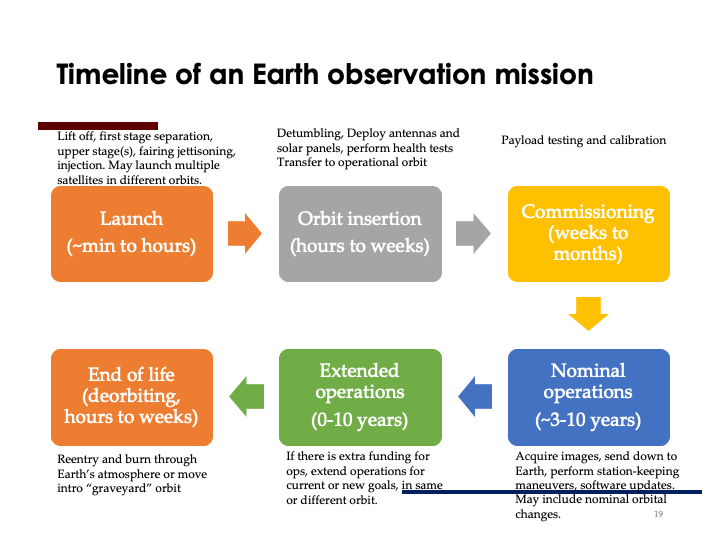 Timeline of an Earth observation mission
Lift off, first stage separation,
upper stage(s), fairing jettisoning,
injection. May launch multiple
satellites in different orbits.
Detumbling, Deploy antennas and
solar panels, perform health tests
Transfer to operational orbit
Payload testing and calibration
Launch
(~min to hours)
Orbit insertion
(hours to weeks)
Commissioning
(weeks to
months)
End of life
(deorbiting,
hours to weeks)
Extended
operations
(0-10 years)
Nominal
operations
(~3-10 years)
Reentry and burn through
Earth’s atmosphere or move
intro “graveyard” orbit
If there is extra funding for
ops, extend operations for
current or new goals, in same
or different orbit.
Acquire images, send down to
Earth, perform station-keeping
maneuvers, software updates.
May include nominal orbital
changes.
19